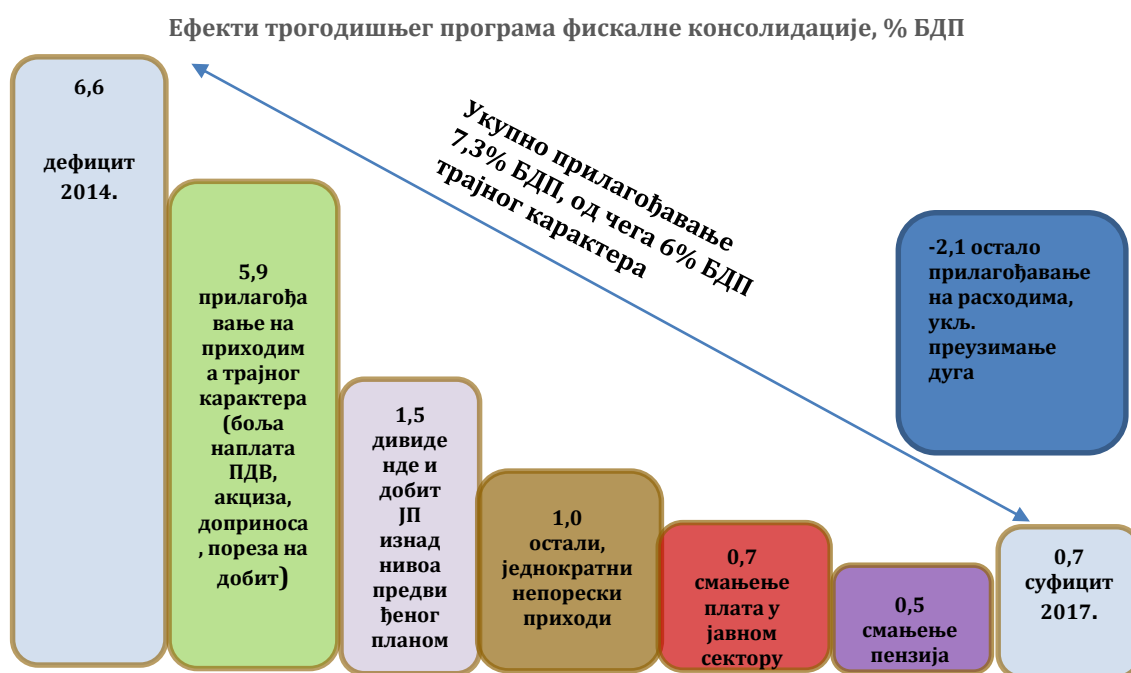 Ефекти трогодишњег програма фискалне консолидације, % БДП
6,6
дефицит
2014.
5,9
прилагођа
вање на
приходим
а трајног
карактера
(боља
наплата
ПДВ,
акциза,
доприноса
, пореза на
добит)
1,5
дивиде
нде и
добит
ЈП
изнад
нивоа
предви
ђеног
планом
1,0
остали,
једнократни
непорески
приходи
0,7
смањење
плата у
јавном
сектору
0,5
смањење
пензија
0,7
суфицит
2017.
Укупно прилагођавање
7,3% БДП, од чега 6% БДП
трајног карактера
-2,1 остало
прилагођавање
на расходима,
укљ.
преузимање
дуга